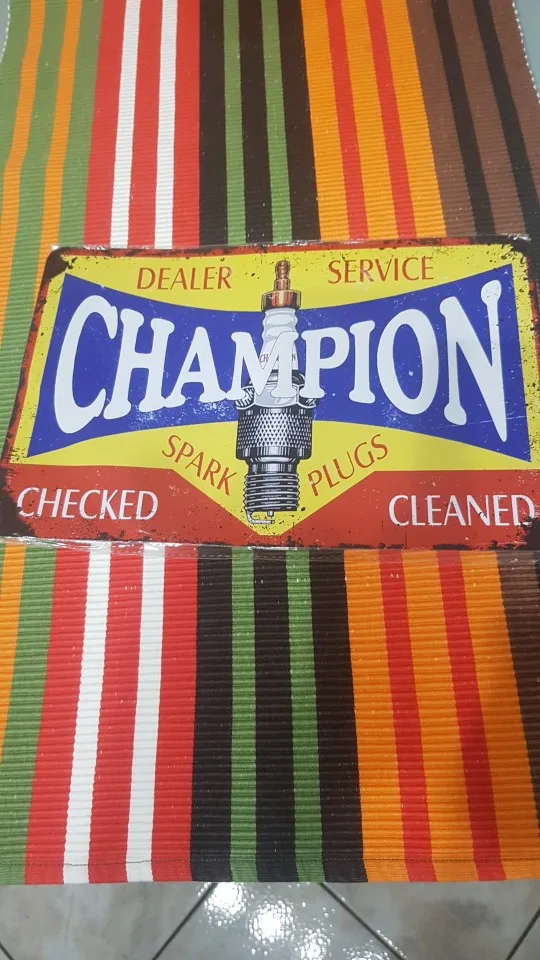 DEALER SERVICE
CHAMPION
SPARK PLUGS
CHECKED CLEANED